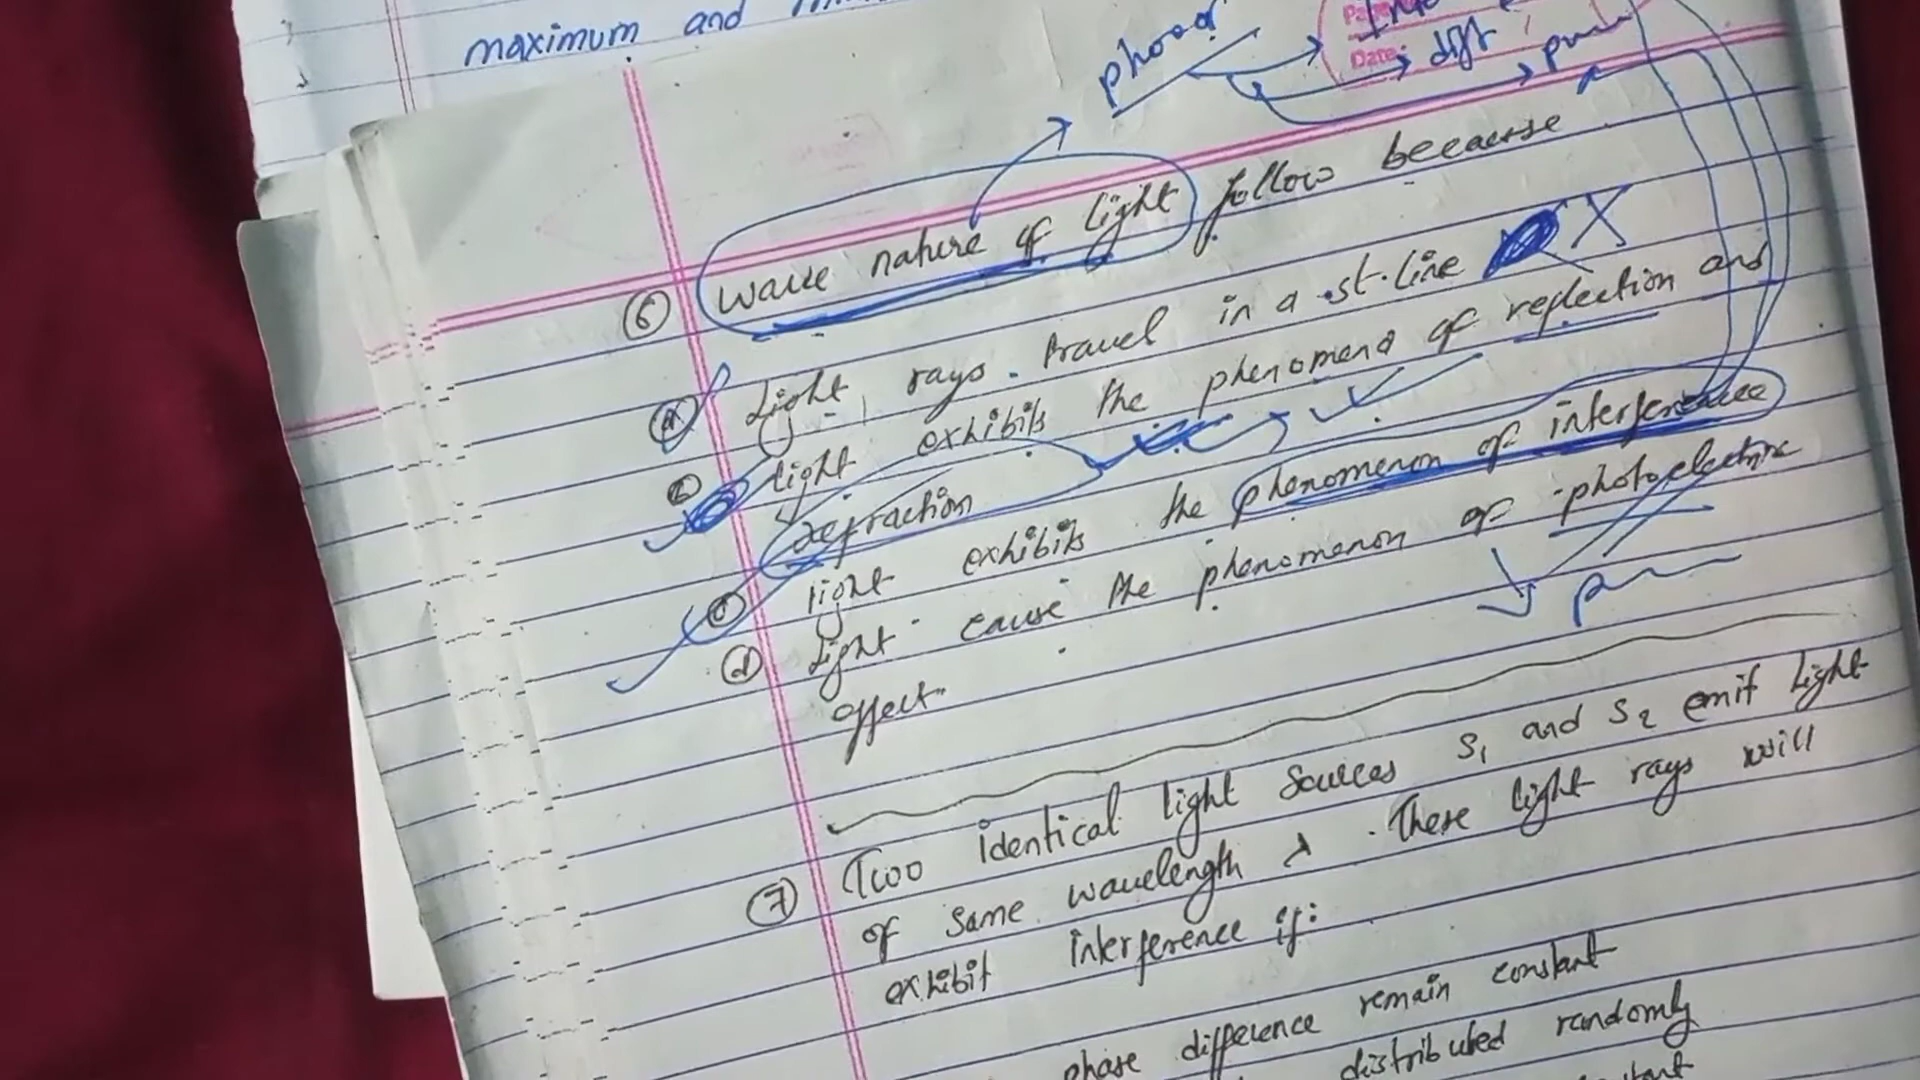 maximum and
Page
Date:
diff
⑥ wave nature of light follow because
ⓐ Light rays. travel in a st. line X
ⓑ light exhibits the phenomena of reflection and
refraction
ⓒ light exhibits the phenomenon of interference
ⓓ Light cause the phenomenon of photoelectric
effect
⑦ Two identical light sources S₁ and S₂ emit light
of same wavelength λ. These light rays will
exhibit interference if:
phase difference remain constant
distributed randomly